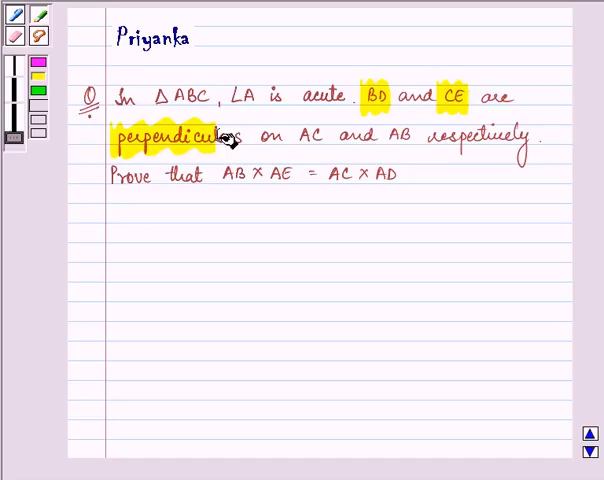 Priyanka
Q In △ ABC, ∠A is acute. BD and CE are
perpendiculars on AC and AB respectively.
Prove that AB × AE = AC × AD